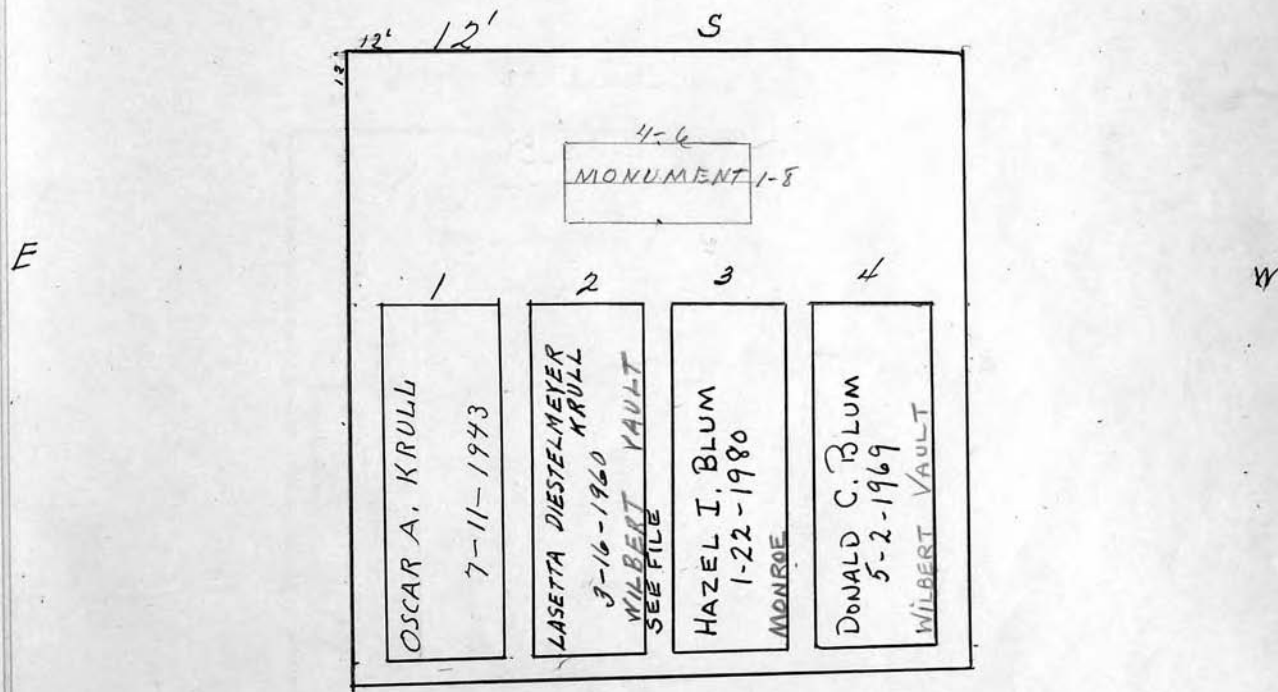 12' 12' S
12'
4-6
MONUMENT 1-8
E
W
1 2 3 4
OSCAR A. KRULL
7-11-1943
LASETTA DIESTELMEYER
KRULL
3-16-1960
WILBERT VAULT
SEE FILE
HAZEL I. BLUM
1-22-1980
MONROE
DONALD C. BLUM
5-2-1969
WILBERT VAULT